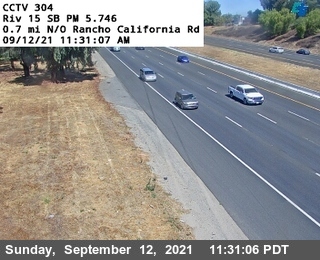 CCTV 304
Riv 15 SB PM 5.746
0.7 mi N/O Rancho California Rd
09/12/21 11:31:07 AM
Sunday, September 12, 2021 11:31:06 PDT